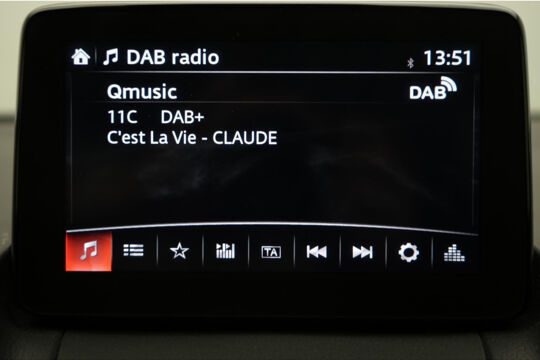 DAB radio 13:51
Qmusic DAB
11C DAB+
C'est La Vie - CLAUDE
TA